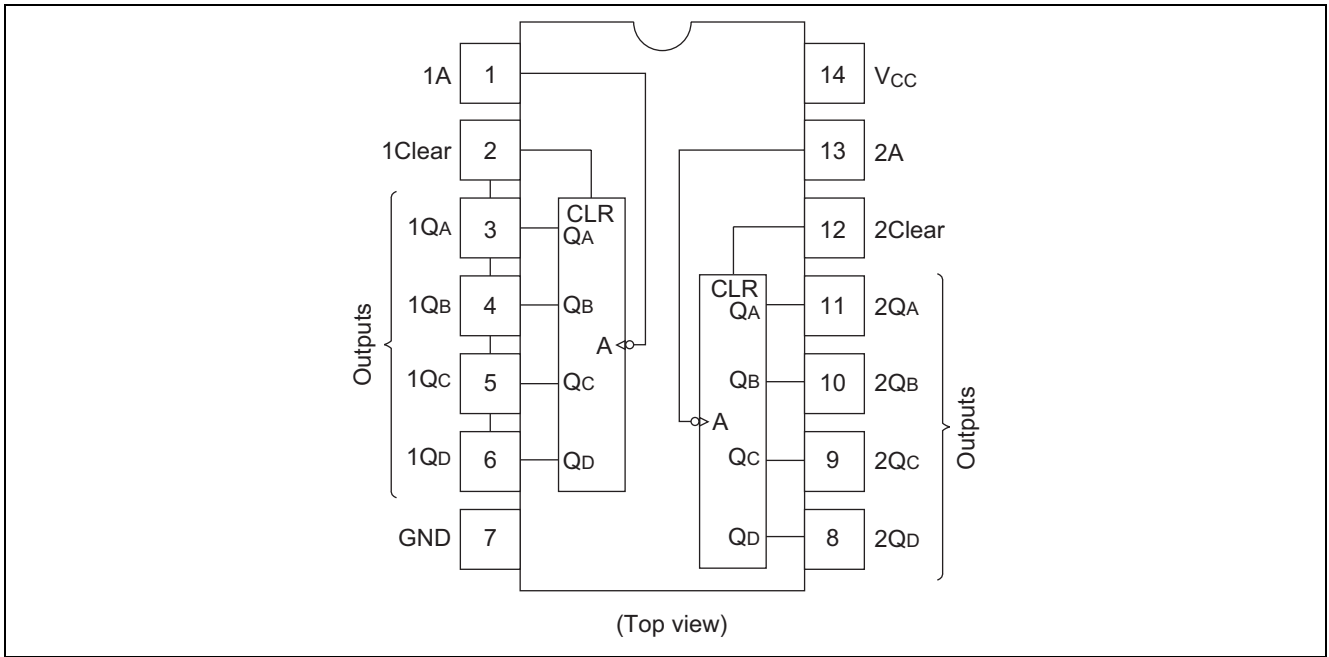 1A 1 14 VCC
1Clear 2 13 2A
CLR
1QA 3 QA 12 2Clear
CLR
1QB 4 QB QA 11 2QA
A
1QC 5 QC QB 10 2QB
A
1QD 6 QD QC 9 2QC
GND 7 QD 8 2QD
Outputs
Outputs
(Top view)